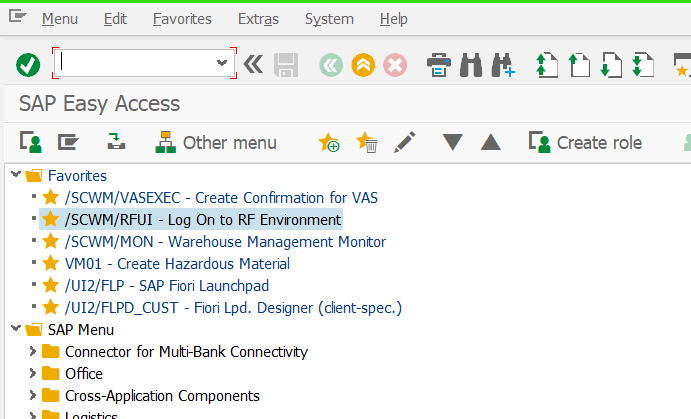 Menu Edit Favorites Extras System Help
SAP Easy Access
Other menu Create role
Favorites
/SCWM/VASEXEC - Create Confirmation for VAS
/SCWM/RFUI - Log On to RF Environment
/SCWM/MON - Warehouse Management Monitor
VM01 - Create Hazardous Material
/UI2/FLP - SAP Fiori Launchpad
/UI2/FLPD_CUST - Fiori Lpd. Designer (client-spec.)
SAP Menu
Connector for Multi-Bank Connectivity
Office
Cross-Application Components
Logistics